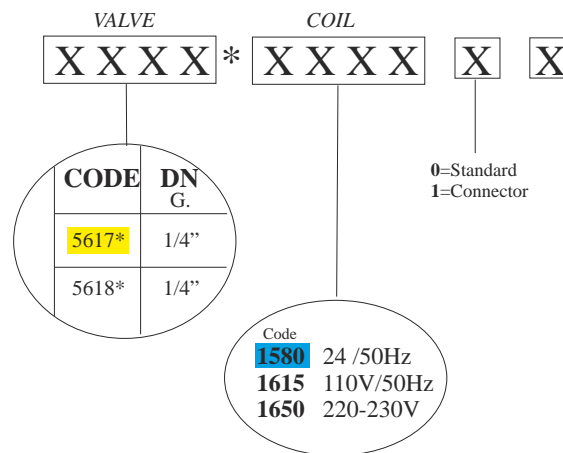 VALVE COIL
X X X X * X X X X X X
0=Standard
1=Connector
CODE DN
G.
5617* 1/4”
5618* 1/4”
Code
1580 24 /50Hz
1615 110V/50Hz
1650 220-230V